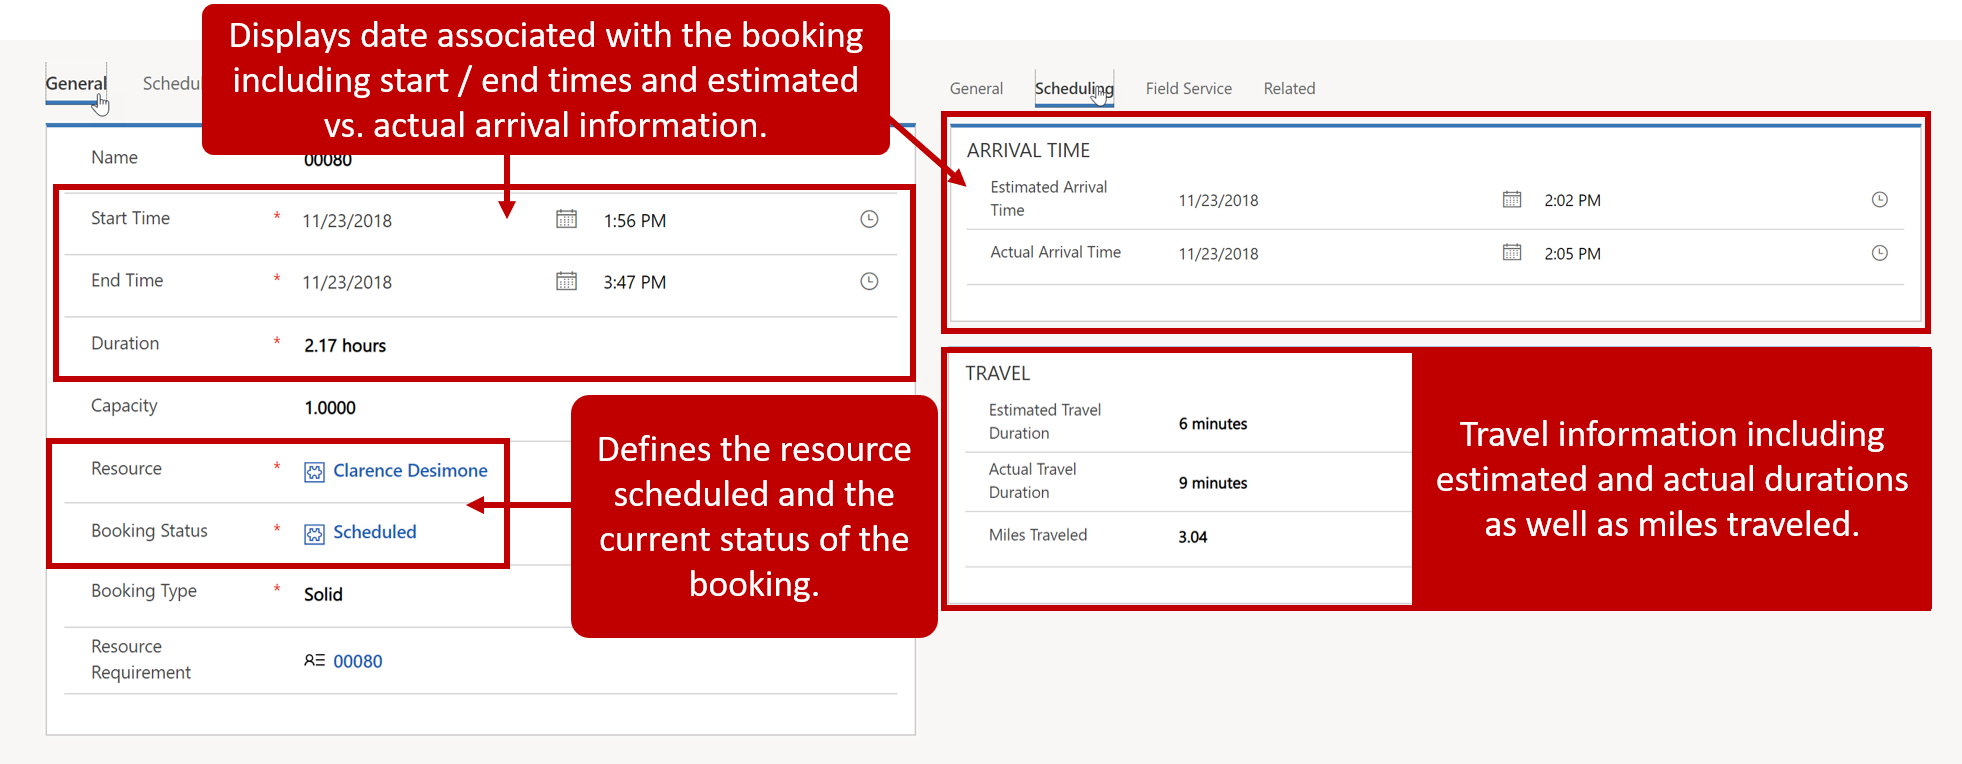 Displays date associated with the booking
including start / end times and estimated
vs. actual arrival information.
General
Name 00080
Start Time * 11/23/2018 1:56 PM
End Time * 11/23/2018 3:47 PM
Duration * 2.17 hours
Capacity 1.0000
Resource * Clarence Desimone
Booking Status * Scheduled
Booking Type * Solid
Resource
Requirement 00080
Defines the resource
scheduled and the
current status of the
booking.
General Scheduling Field Service Related
ARRIVAL TIME
Estimated Arrival
Time 11/23/2018 2:02 PM
Actual Arrival Time 11/23/2018 2:05 PM
TRAVEL
Estimated Travel
Duration 6 minutes
Actual Travel
Duration 9 minutes
Miles Traveled 3.04
Travel information including
estimated and actual durations
as well as miles traveled.